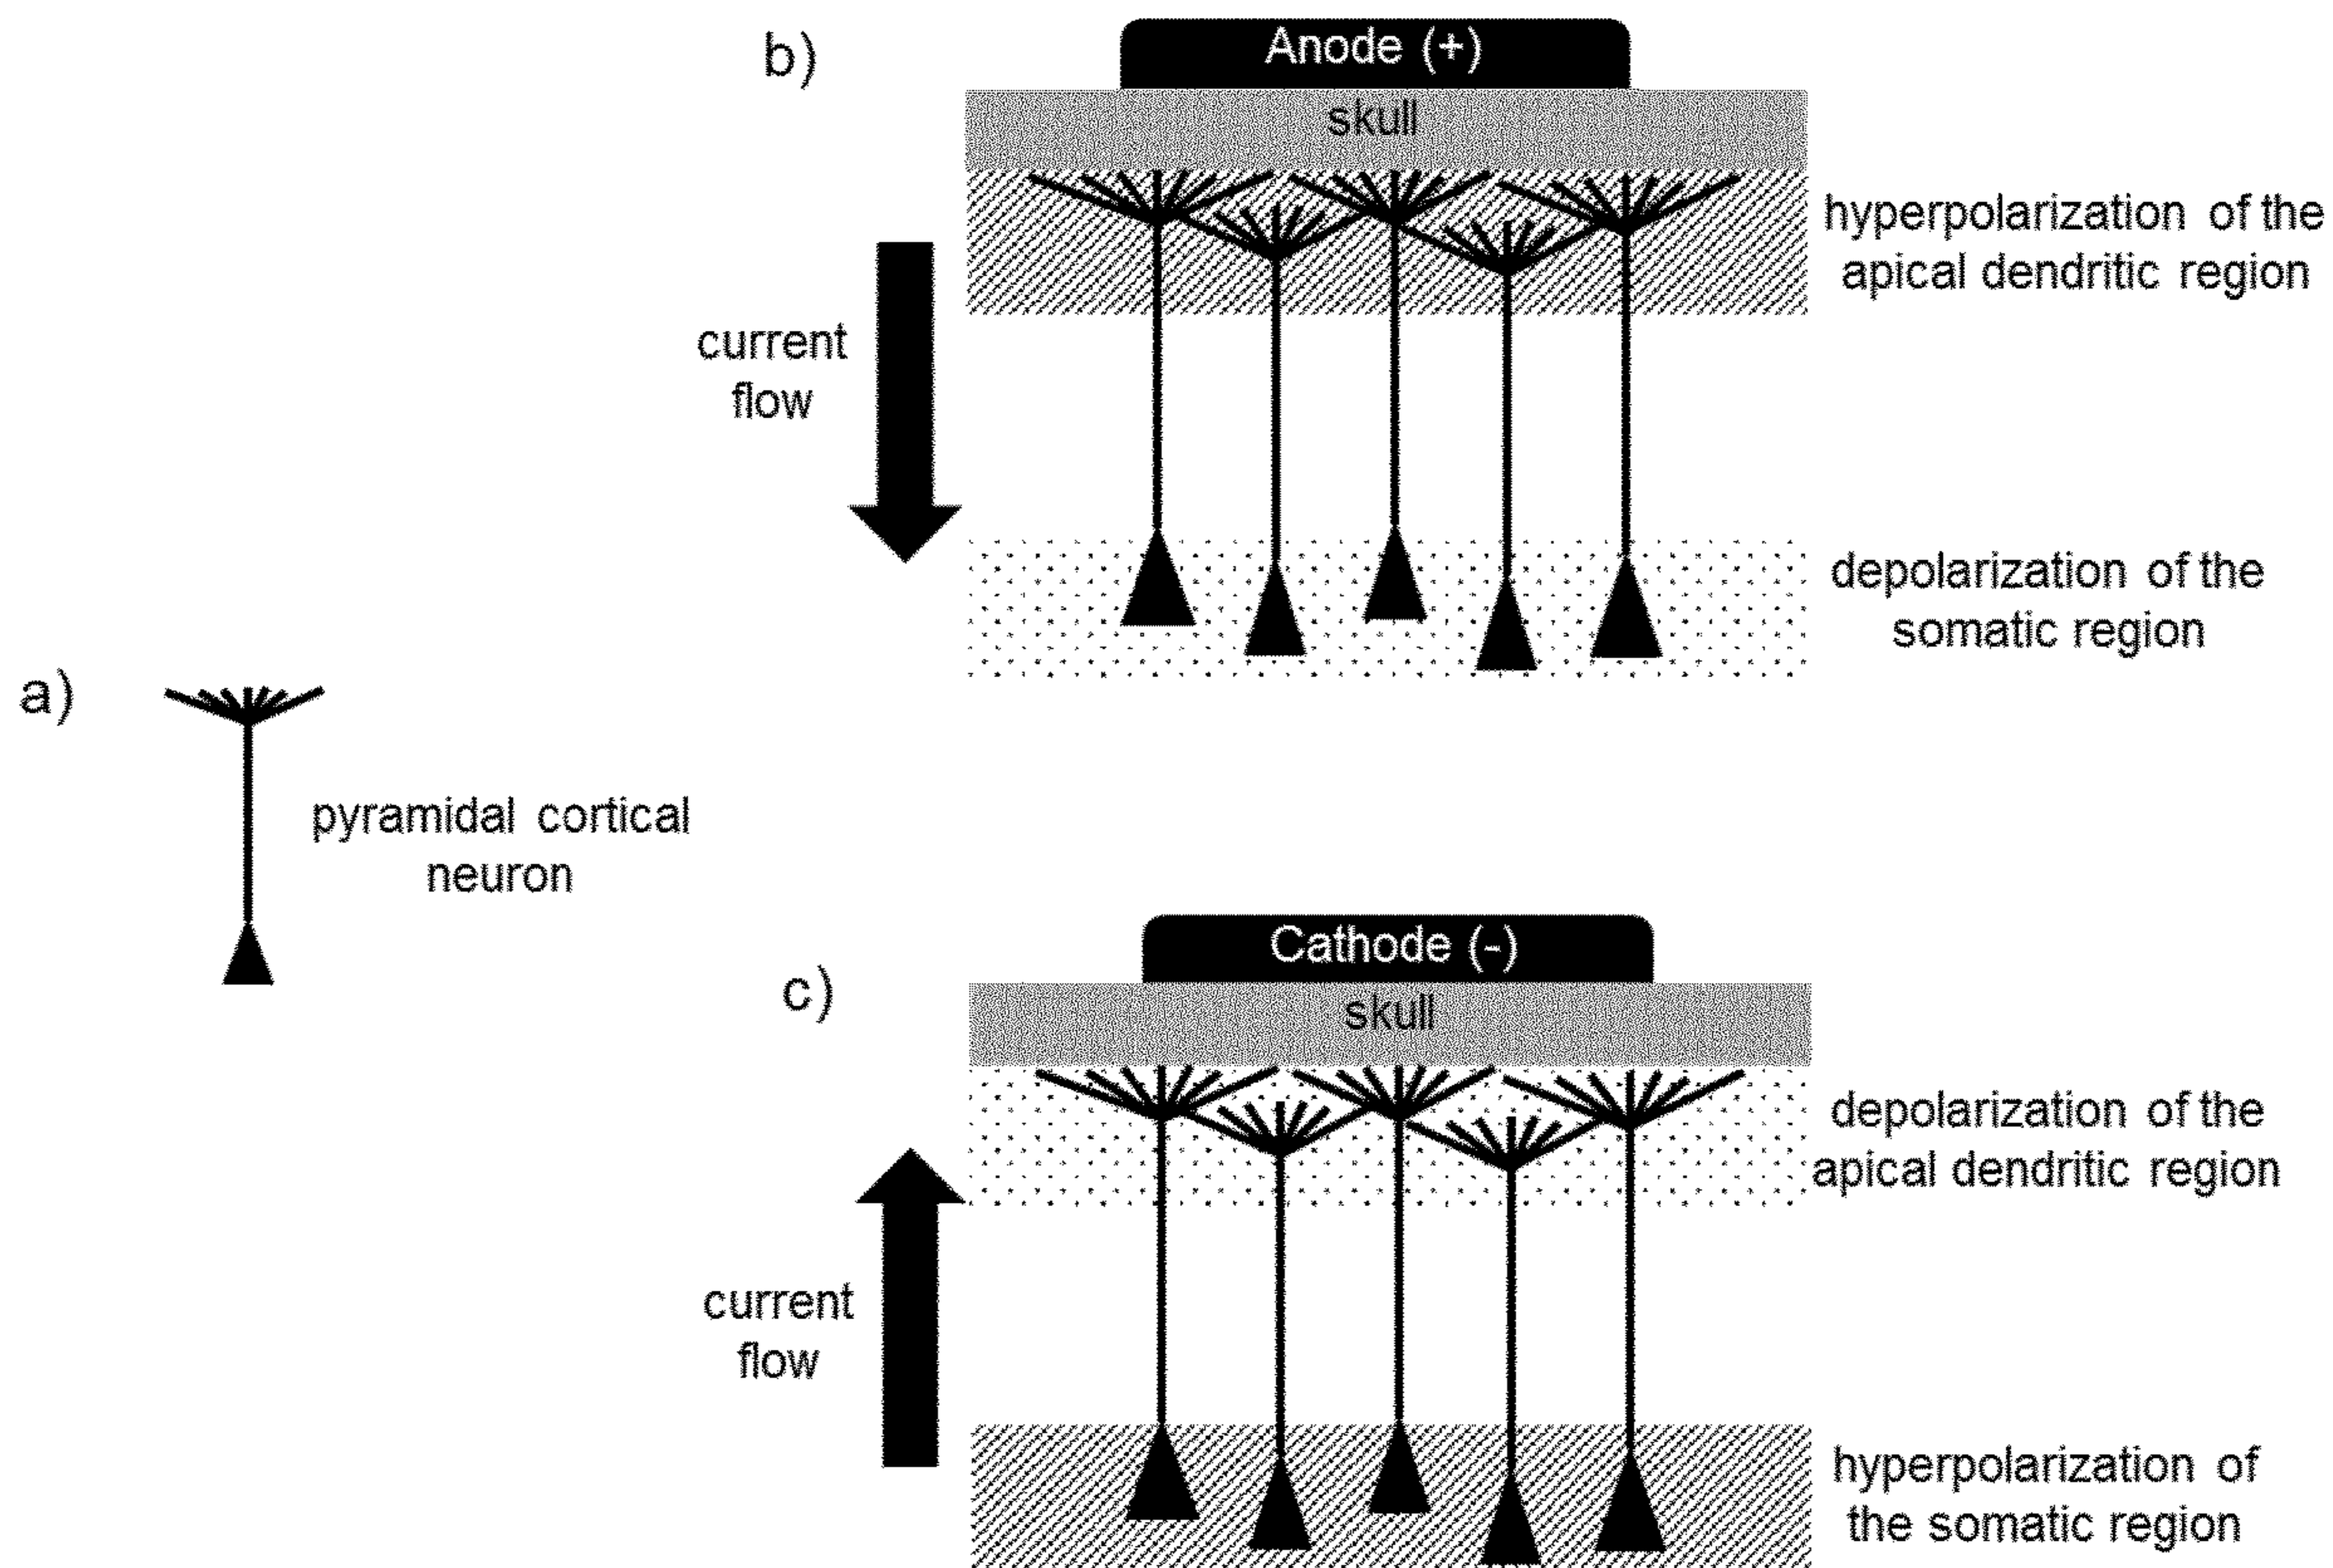 a)
pyramidal cortical
neuron
b)
Anode (+)
skull
current
flow
hyperpolarization of the
apical dendritic region
depolarization of the
somatic region
c)
Cathode (-)
skull
current
flow
depolarization of the
apical dendritic region
hyperpolarization of
the somatic region